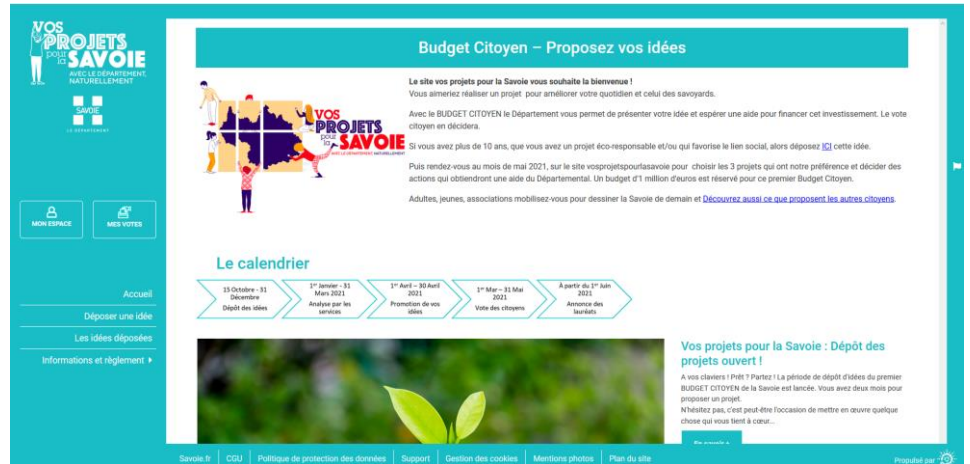 VOS
PROJETS
pour
la SAVOIE
AVEC LE DÉPARTEMENT,
NATURELLEMENT
SAVOIE
LE DÉPARTEMENT
MON ESPACE
MES VOTES
Accueil
Déposer une idée
Les idées déposées
Informations et règlement
Budget Citoyen – Proposez vos idées
VOS
PROJETS
pour
la SAVOIE
AVEC LE DÉPARTEMENT, NATURELLEMENT
Le site vos projets pour la Savoie vous souhaite la bienvenue !
Vous aimeriez réaliser un projet pour améliorer votre quotidien et celui des savoyards.
Avec le BUDGET CITOYEN le Département vous permet de présenter votre idée et espérer une aide pour financer cet investissement. Le vote
citoyen en décidera.
Si vous avez plus de 10 ans, que vous avez un projet éco-responsable et/ou qui favorise le lien social, alors déposez ICI cette idée.
Puis rendez-vous au mois de mai 2021, sur le site vosprojetspourlasavoie pour choisir les 3 projets qui ont notre préférence et décider des
actions qui obtiendront une aide du Départemental. Un budget d'1 million d'euros est réservé pour ce premier Budget Citoyen.
Adultes, jeunes, associations mobilisez-vous pour dessiner la Savoie de demain et Découvrez aussi ce que proposent les autres citoyens.
Le calendrier
15 Octobre - 31
Décembre
Dépôt des idées
1er Janvier - 31
Mars 2021
Analyse par les
services
1er Avril – 30 Avril
2021
Promotion de vos
idées
1er Mar – 31 Mai
2021
Vote des citoyens
À partir du 1er Juin
2021
Annonce des
lauréats
Vos projets pour la Savoie : Dépôt des
projets ouvert !
A vos claviers ! Prêt ? Partez ! La période de dépôt d'idées du premier
BUDGET CITOYEN de la Savoie est lancée. Vous avez deux mois pour
proposer un projet.
N'hésitez pas, c'est peut-être l'occasion de mettre en œuvre quelque
chose qui vous tient à cœur...
En savoir +
Savoie.fr
CGU
Politique de protection des données
Support
Gestion des cookies
Mentions photos
Plan du site
Propulsé par